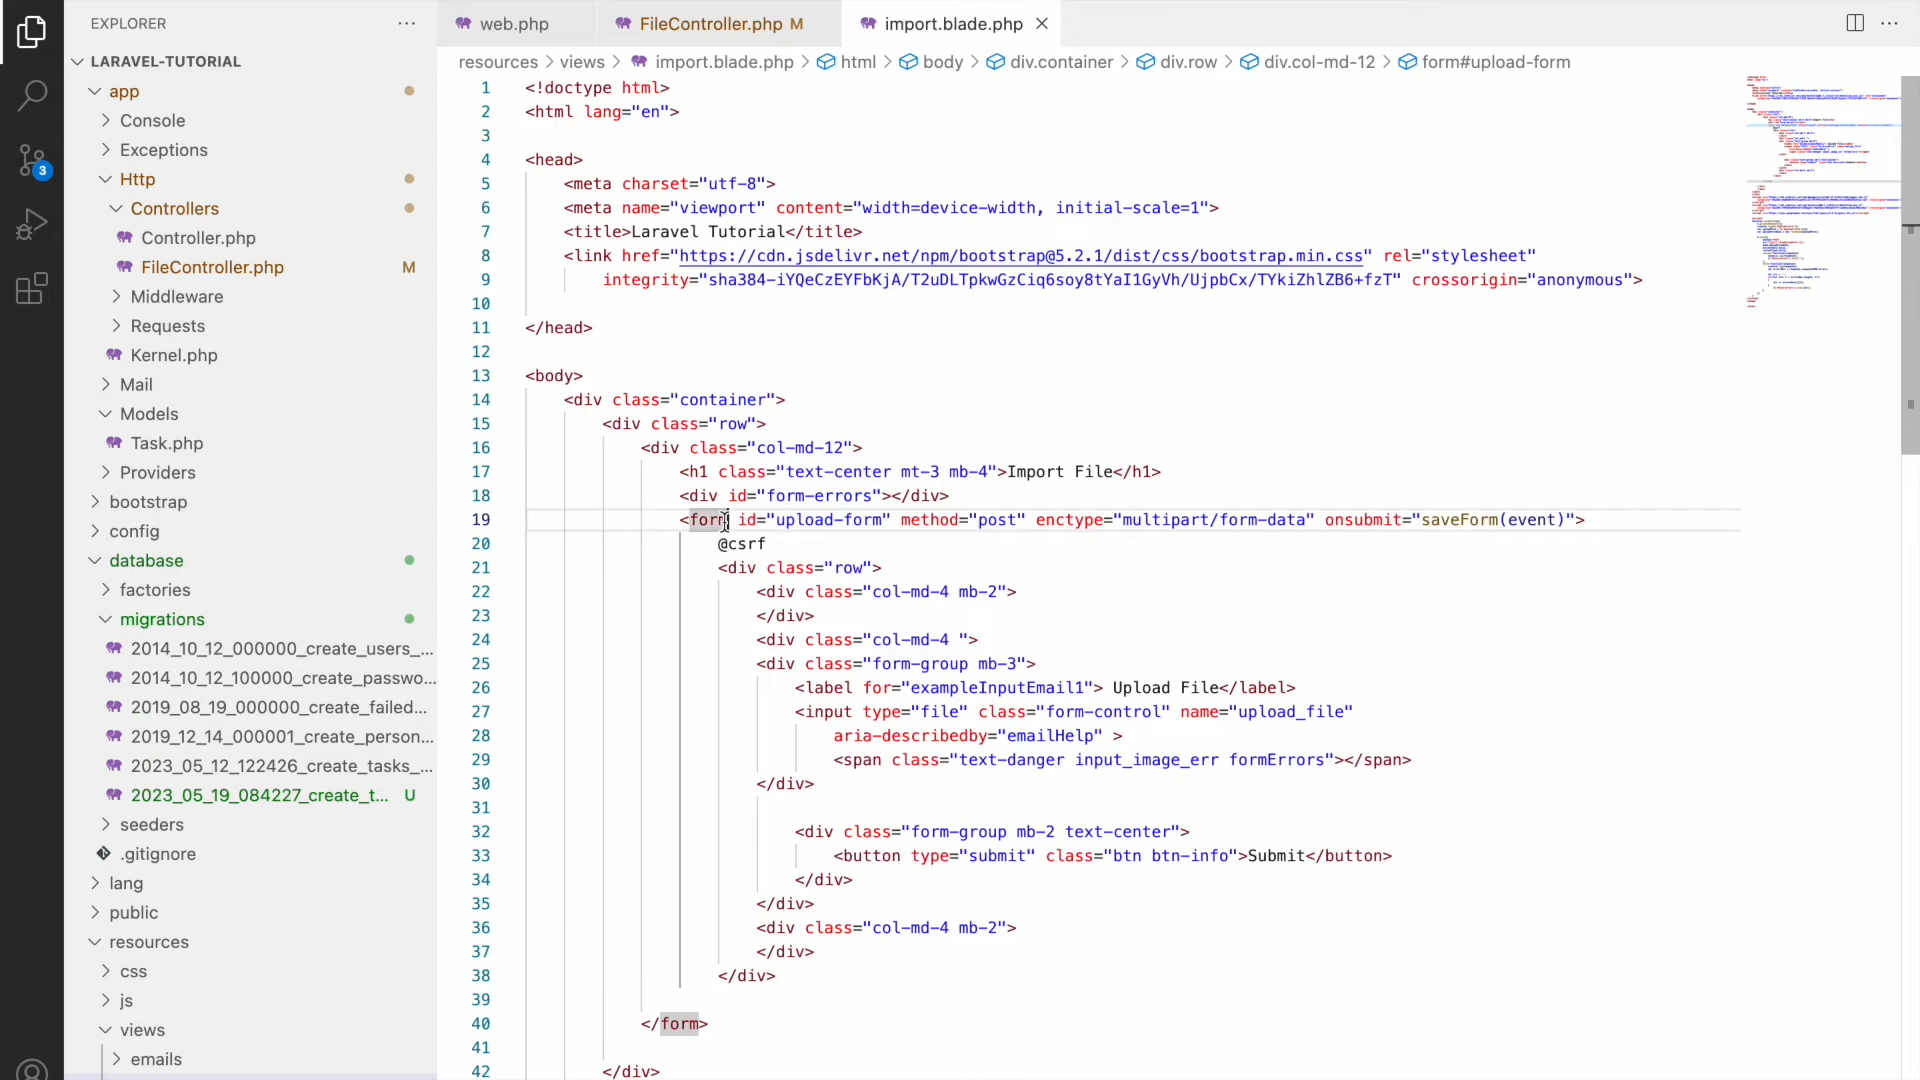 EXPLORER
LARAVEL-TUTORIAL
app
Console
Exceptions
Http
Controllers
Controller.php
FileController.php M
Middleware
Requests
Kernel.php
Mail
Models
Task.php
Providers
bootstrap
config
database
factories
migrations
2014_10_12_000000_create_users_...
2014_10_12_100000_create_passwo...
2019_08_19_000000_create_failed...
2019_12_14_000001_create_person...
2023_05_12_122426_create_tasks_...
2023_05_19_084227_create_t... U
seeders
.gitignore
lang
public
resources
css
js
views
emails
3
web.php
FileController.php M
import.blade.php
resources > views > import.blade.php > html > body > div.container > div.row > div.col-md-12 > form#upload-form
1 <!doctype html>
2 <html lang="en">
3
4 <head>
5 <meta charset="utf-8">
6 <meta name="viewport" content="width=device-width, initial-scale=1">
7 <title>Laravel Tutorial</title>
8 <link href="https://cdn.jsdelivr.net/npm/bootstrap@5.2.1/dist/css/bootstrap.min.css" rel="stylesheet"
9 integrity="sha384-iYQeCzEYFbKjA/T2uDLTpkwGzCiq6soy8tYaI1GyVh/UjpbCx/TYkiZhlZB6+fzT" crossorigin="anonymous">
10
11 </head>
12
13 <body>
14 <div class="container">
15 <div class="row">
16 <div class="col-md-12">
17 <h1 class="text-center mt-3 mb-4">Import File</h1>
18 <div id="form-errors"></div>
19 <form id="upload-form" method="post" enctype="multipart/form-data" onsubmit="saveForm(event)">
20 @csrf
21 <div class="row">
22 <div class="col-md-4 mb-2">
23 </div>
24 <div class="col-md-4 ">
25 <div class="form-group mb-3">
26 <label for="exampleInputEmail1"> Upload File</label>
27 <input type="file" class="form-control" name="upload_file"
28 aria-describedby="emailHelp" >
29 <span class="text-danger input_image_err formErrors"></span>
30 </div>
31
32 <div class="form-group mb-2 text-center">
33 <button type="submit" class="btn btn-info">Submit</button>
34 </div>
35 </div>
36 <div class="col-md-4 mb-2">
37 </div>
38 </div>
39
40 </form>
41
42 </div>